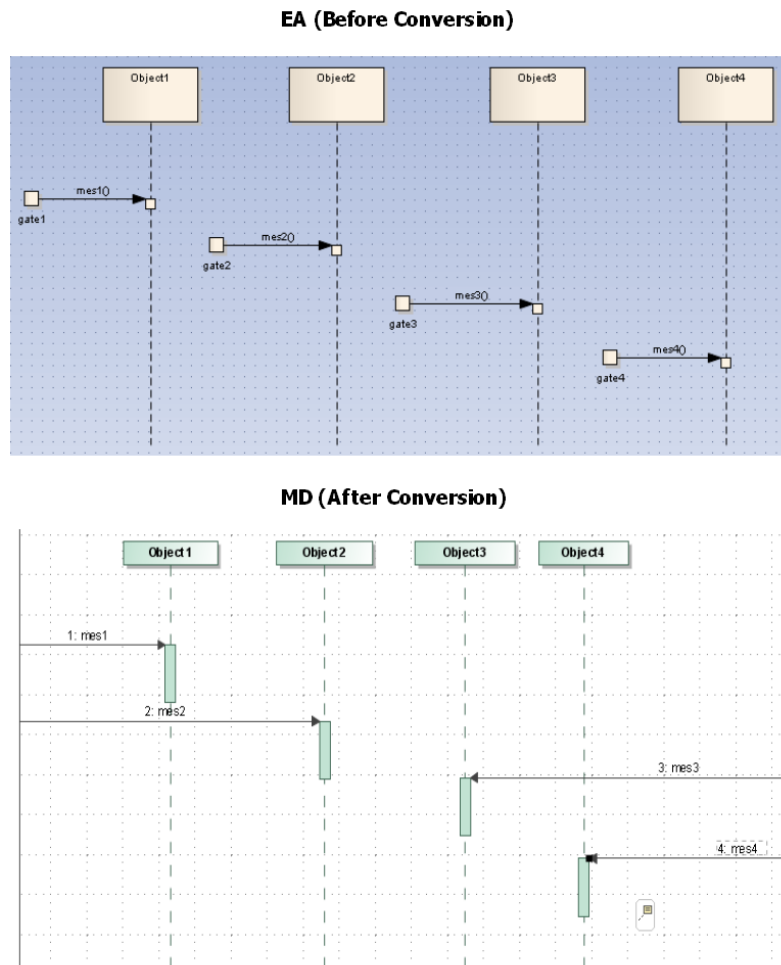 EA (Before Conversion)
Object1 Object2 Object3 Object4
mes1()
gate1
mes2()
gate2
mes3()
gate3
mes4()
gate4
MD (After Conversion)
Object1 Object2 Object3 Object4
1: mes1
2: mes2
3: mes3
4: mes4